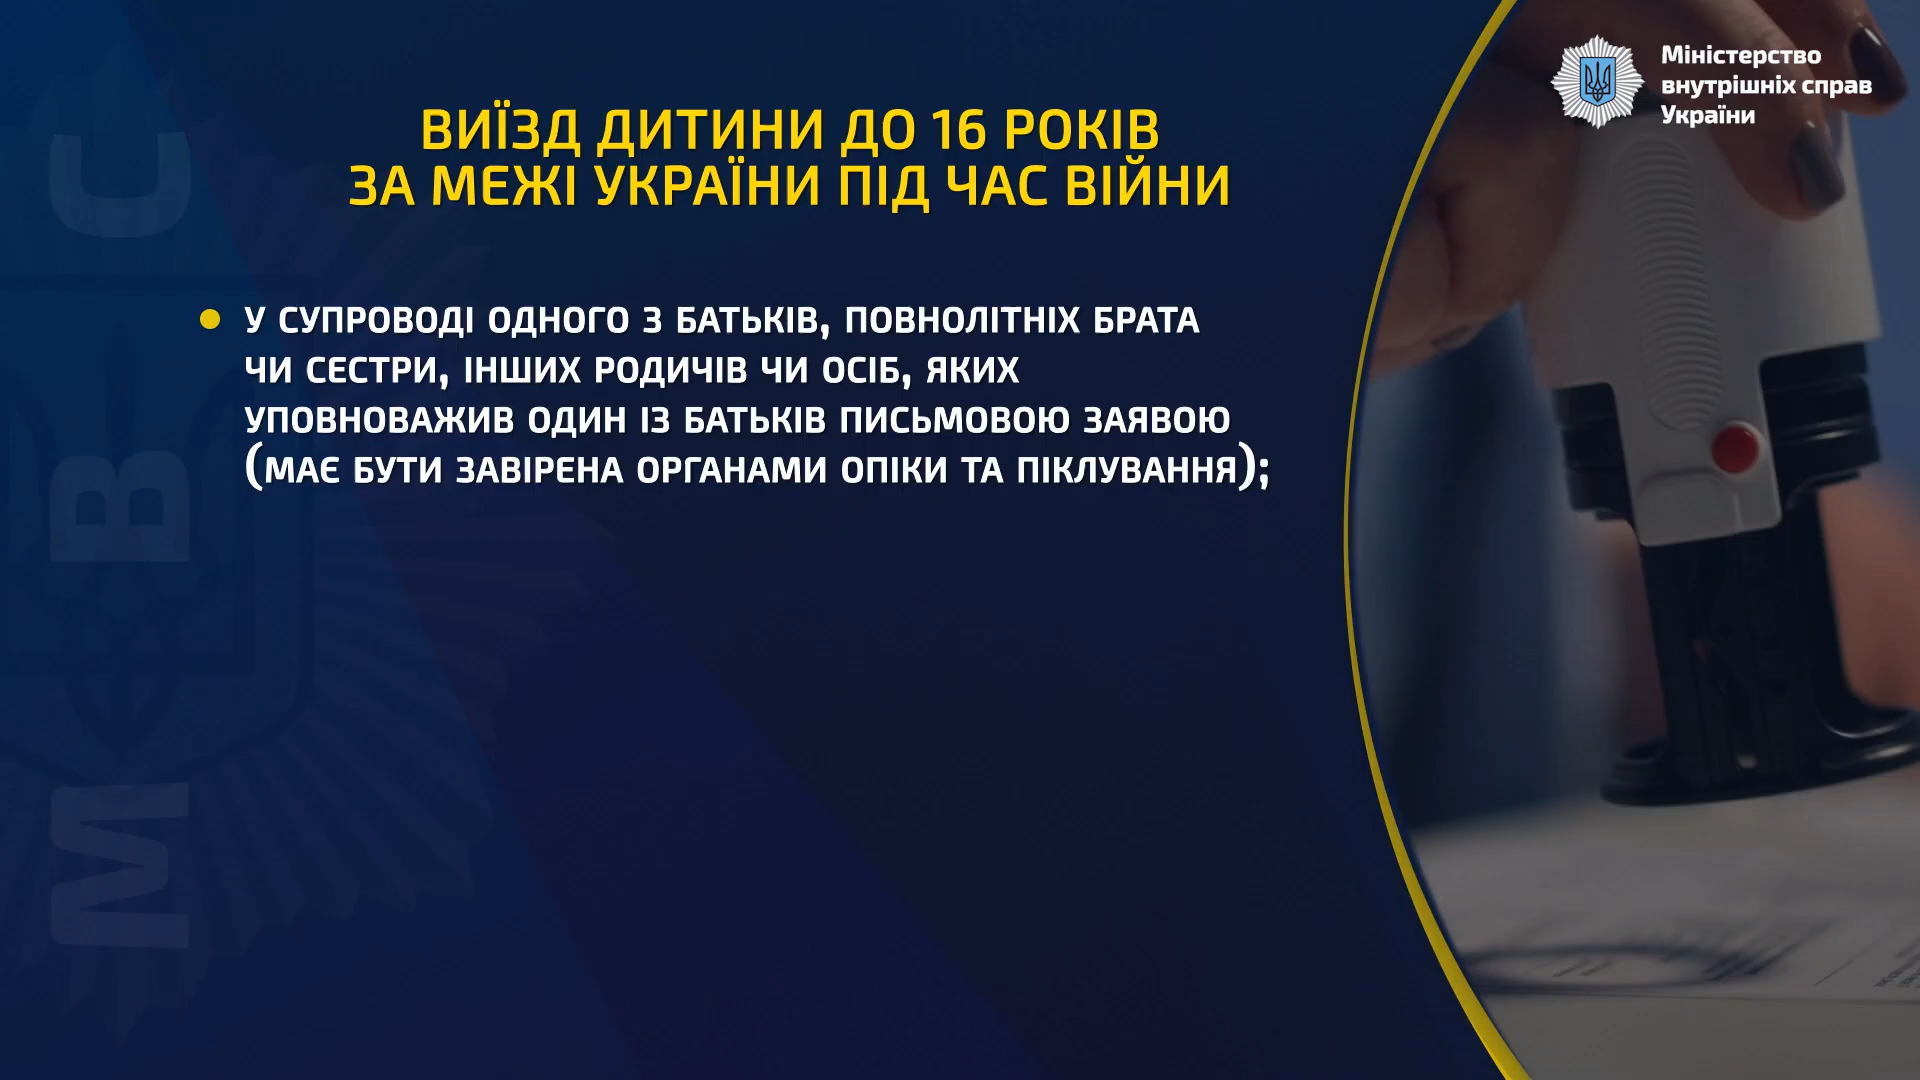 Міністерство
внутрішніх справ
України
ВИЇЗД ДИТИНИ ДО 16 РОКІВ
ЗА МЕЖІ УКРАЇНИ ПІД ЧАС ВІЙНИ
У СУПРОВОДІ ОДНОГО З БАТЬКІВ, ПОВНОЛІТНІХ БРАТА
ЧИ СЕСТРИ, ІНШИХ РОДИЧІВ ЧИ ОСІБ, ЯКИХ
УПОВНОВАЖИВ ОДИН ІЗ БАТЬКІВ ПИСЬМОВОЮ ЗАЯВОЮ
(МАЄ БУТИ ЗАВІРЕНА ОРГАНАМИ ОПІКИ ТА ПІКЛУВАННЯ);
МВС